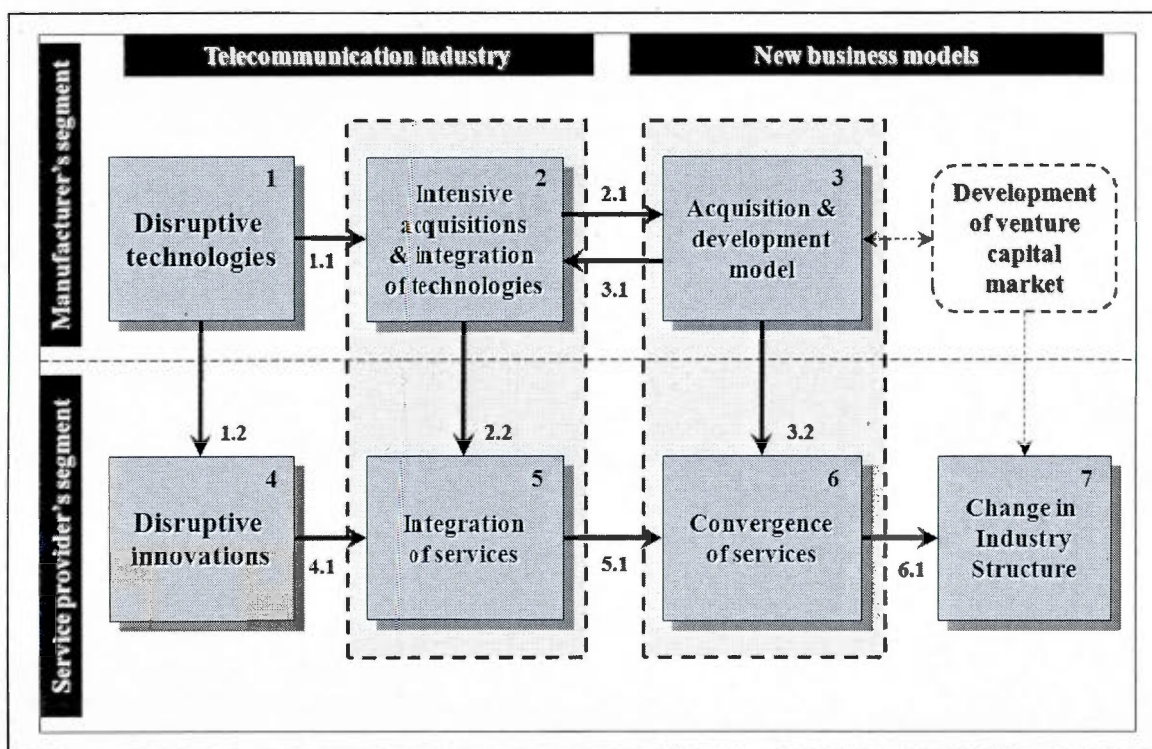 Telecommunication industry
New business models
Manufacturer's segment
1
Disruptive
technologies
1.1
2
Intensive
acquisitions
& integration
of technologies
2.1
3.1
3
Acquisition &
development
model
Development
of venture
capital
market
1.2
2.2
3.2
Service provider's segment
4
Disruptive
innovations
4.1
5
Integration
of services
5.1
6
Convergence
of services
6.1
7
Change in
Industry
Structure